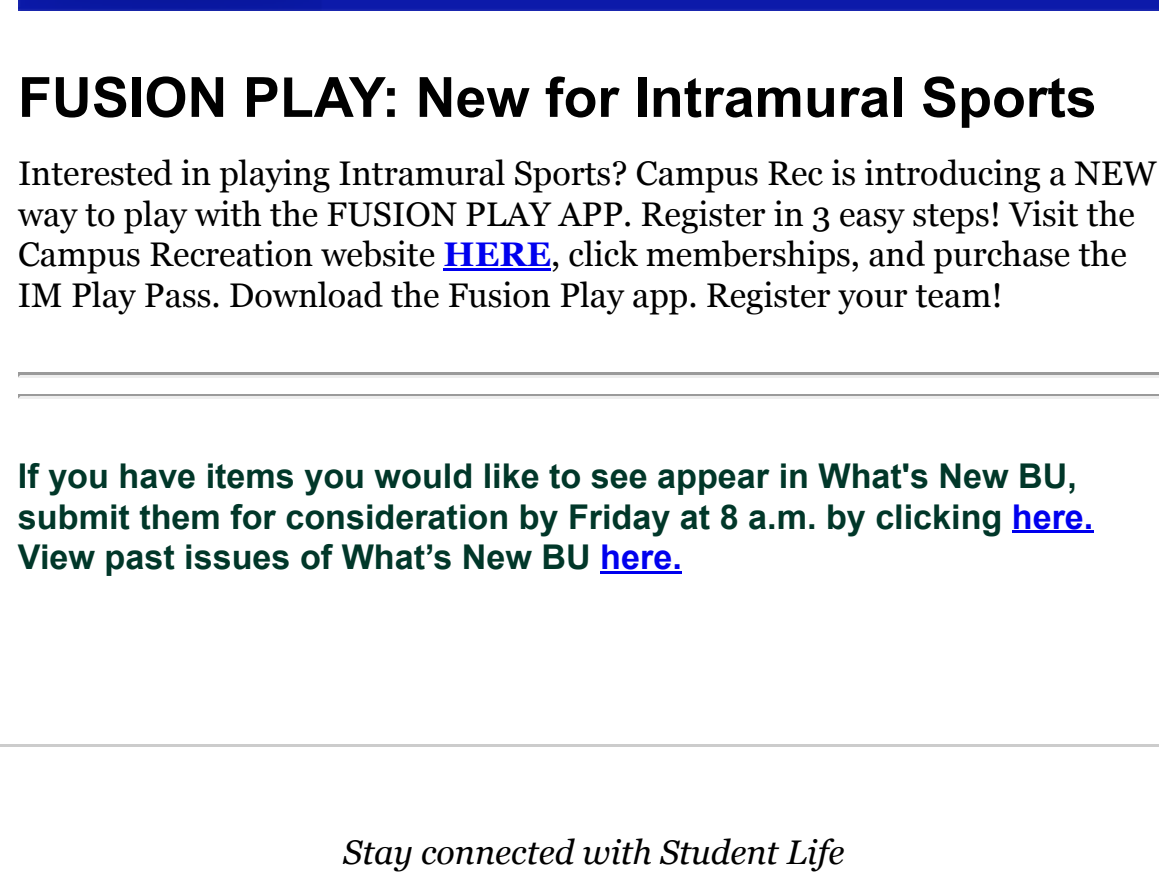 FUSION PLAY: New for Intramural Sports
Interested in playing Intramural Sports? Campus Rec is introducing a NEW
way to play with the FUSION PLAY APP. Register in 3 easy steps! Visit the
Campus Recreation website HERE, click memberships, and purchase the
IM Play Pass. Download the Fusion Play app. Register your team!
If you have items you would like to see appear in What's New BU,
submit them for consideration by Friday at 8 a.m. by clicking here.
View past issues of What’s New BU here.
Stay connected with Student Life